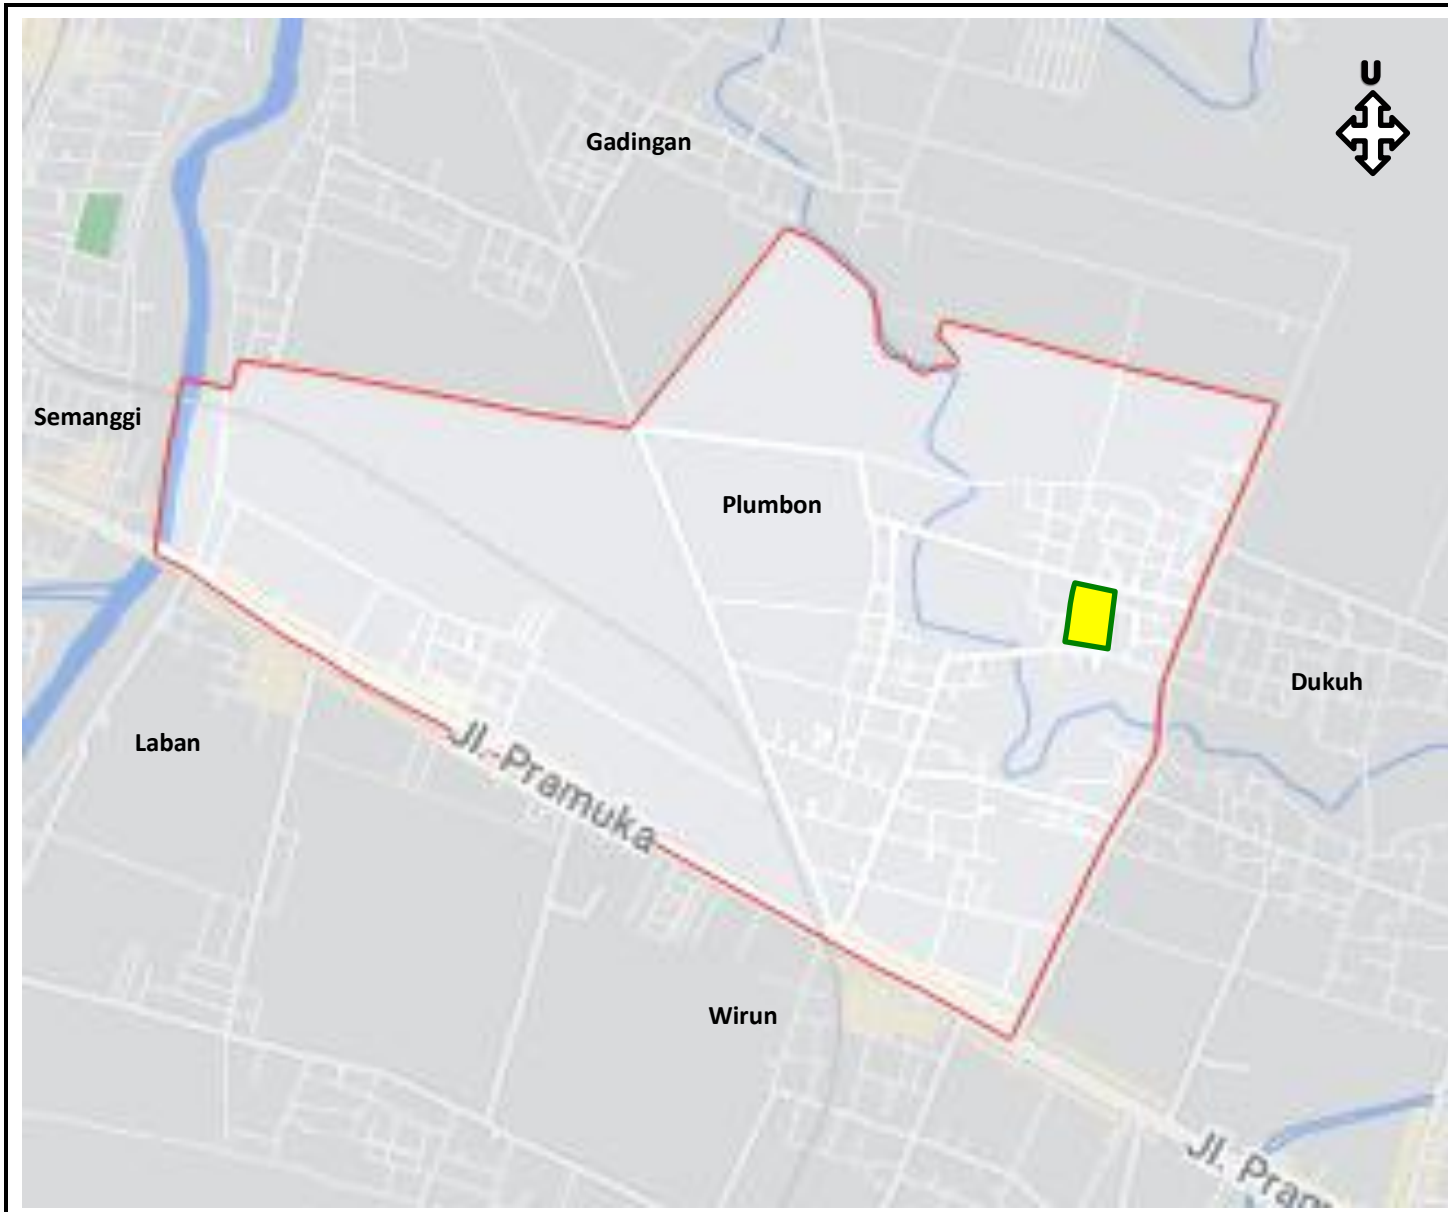 U
Gadingan
Semanggi
Plumbon
Dukuh
Laban
Jl. Pramuka
Wirun
Jl. Pram